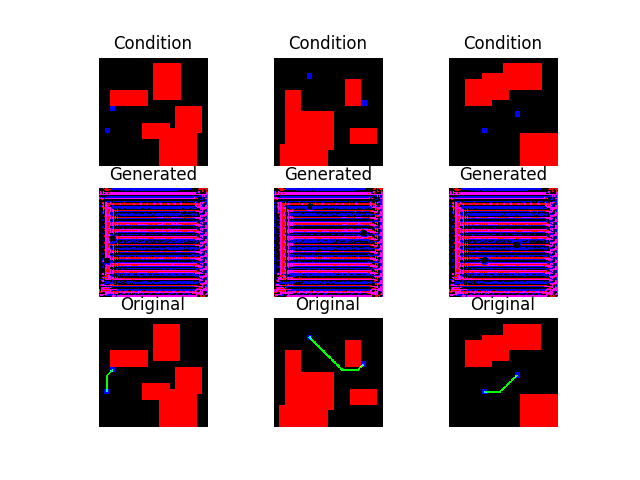 Condition Condition Condition
Generated Generated Generated
Original Original Original